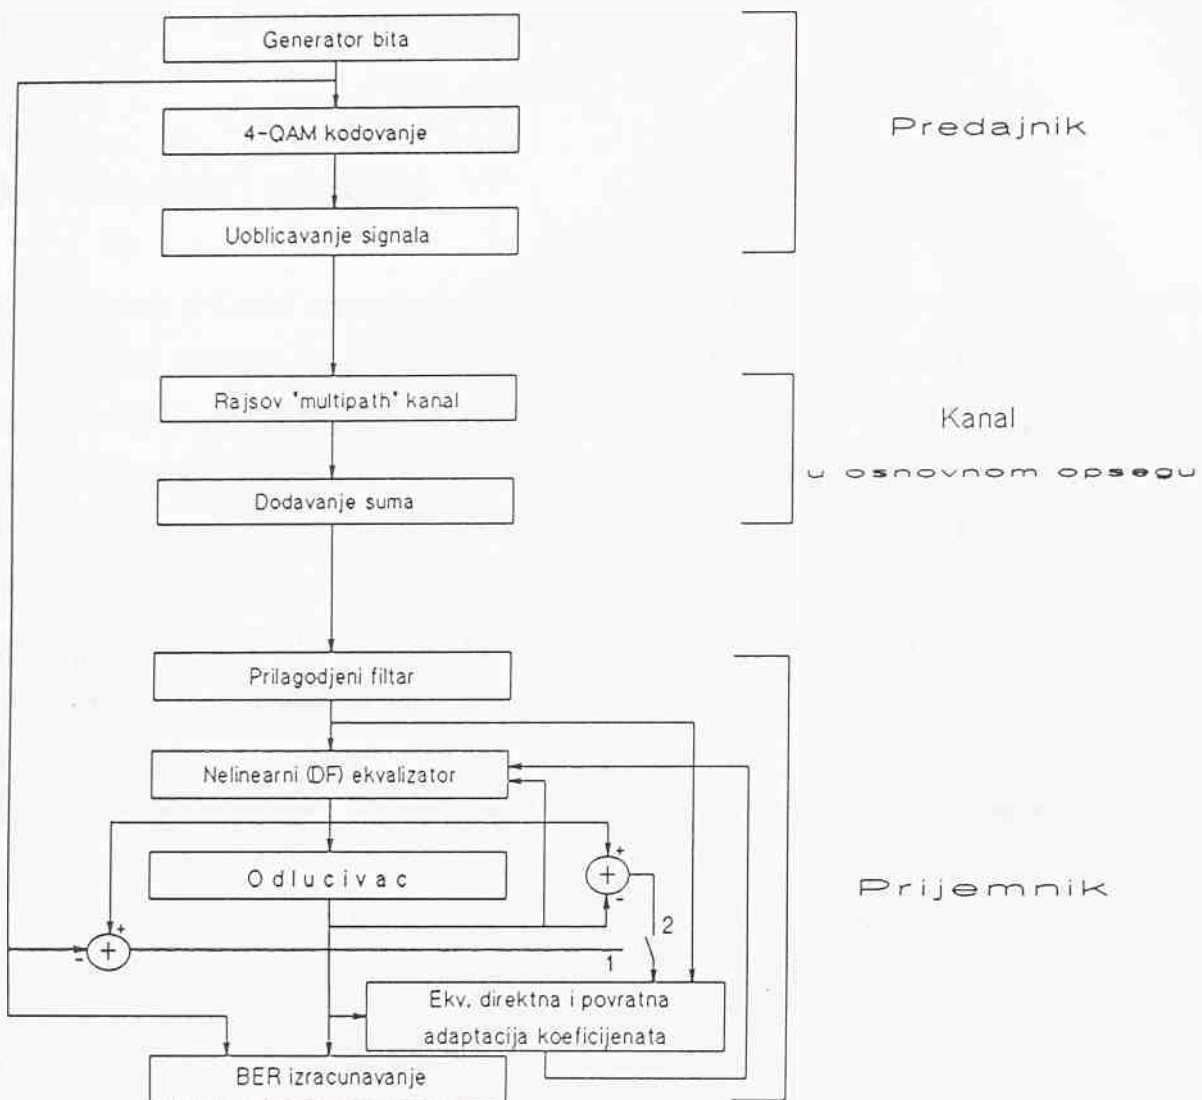 Generator bita
4-QAM kodovanje
Predajnik
Uoblicavanje signala
Rajsov "multipath" kanal
Kanal
u osnovnom opsegu
Dodavanje suma
Prilagodjeni filtar
Nelinearni (DF) ekvalizator
+
+
Odlucivac
+
Prijemnik
-
+
2
-
+
1
Ekv. direktna i povratna
adaptacija koeficijenata
BER izracunavanje